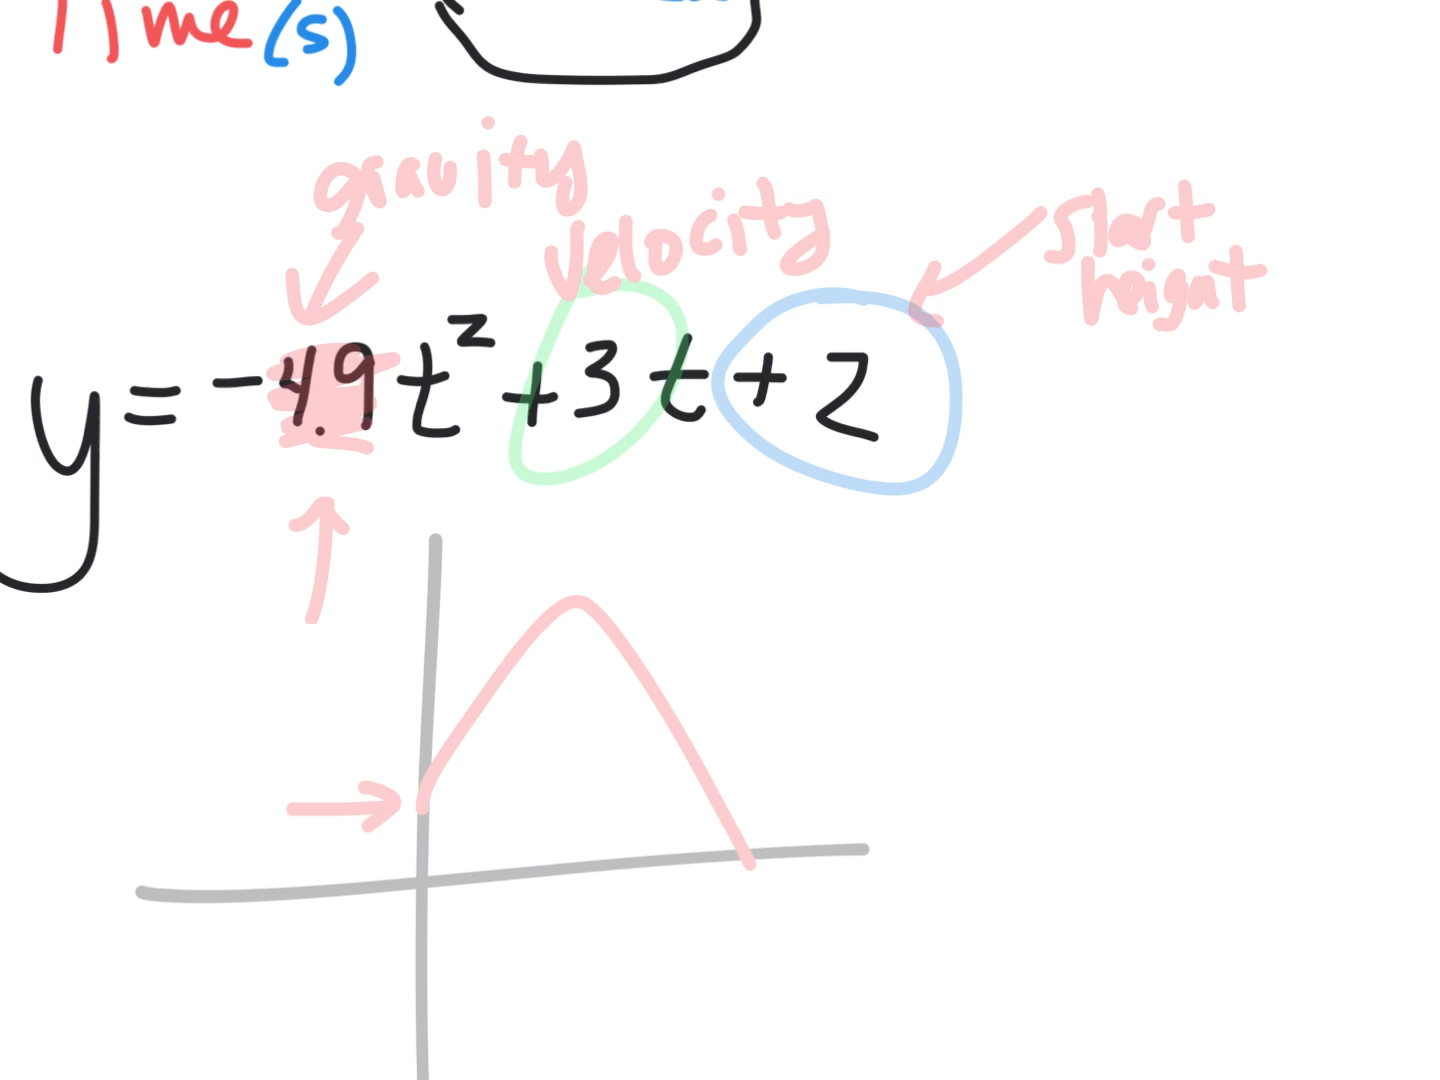 Time (s)
gravity
velocity
start
height
y = -4.9t² + 3t + 2